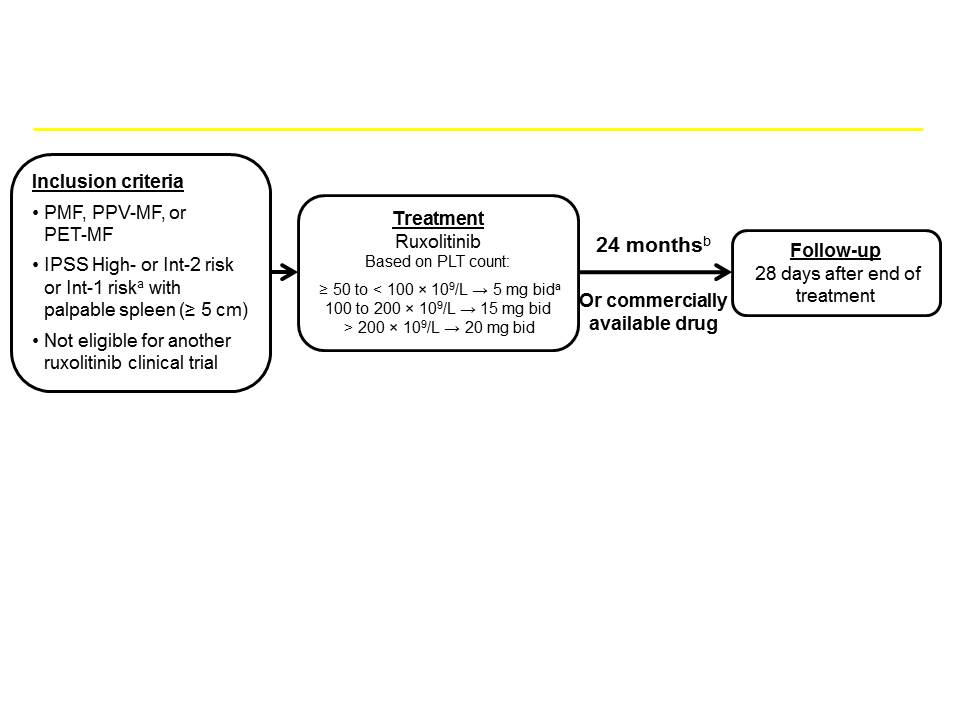 Inclusion criteria
• PMF, PPV-MF, or
PET-MF
• IPSS High- or Int-2 risk
or Int-1 riskᵃ with
palpable spleen (≥ 5 cm)
• Not eligible for another
ruxolitinib clinical trial
Treatment
Ruxolitinib
Based on PLT count:
≥ 50 to < 100 × 10⁹/L → 5 mg bidᵃ
100 to 200 × 10⁹/L → 15 mg bid
> 200 × 10⁹/L → 20 mg bid
24 monthsᵇ
Or commercially
available drug
Follow-up
28 days after end of
treatment